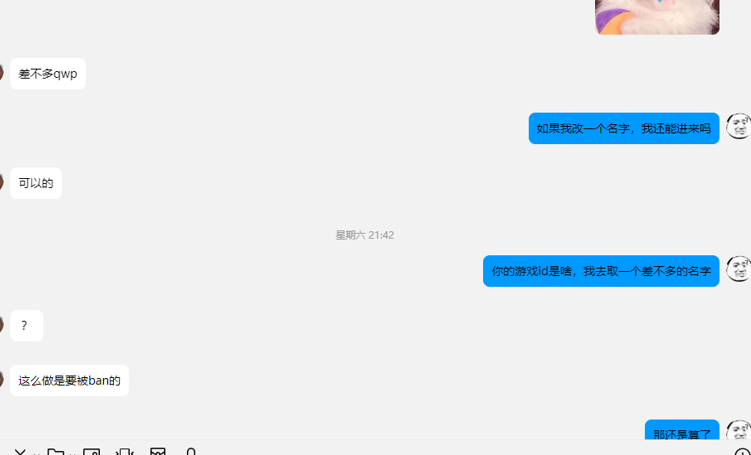 差不多qwp
如果我改一个名字，我还能进来吗
可以的
星期六 21:42
你的游戏id是啥，我去取一个差不多的名字
？
这么做是要被ban的
那还是算了